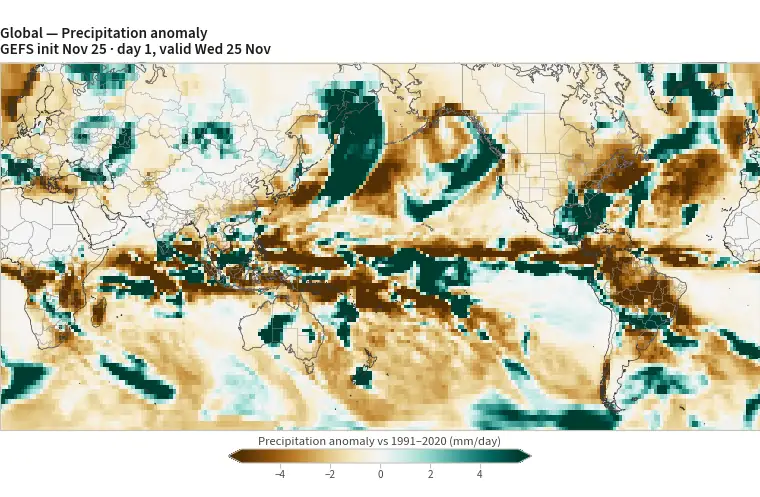 Global — Precipitation anomaly
GEFS init Nov 25 · day 1, valid Wed 25 Nov
Precipitation anomaly vs 1991–2020 (mm/day)
−4 −2 0 2 4